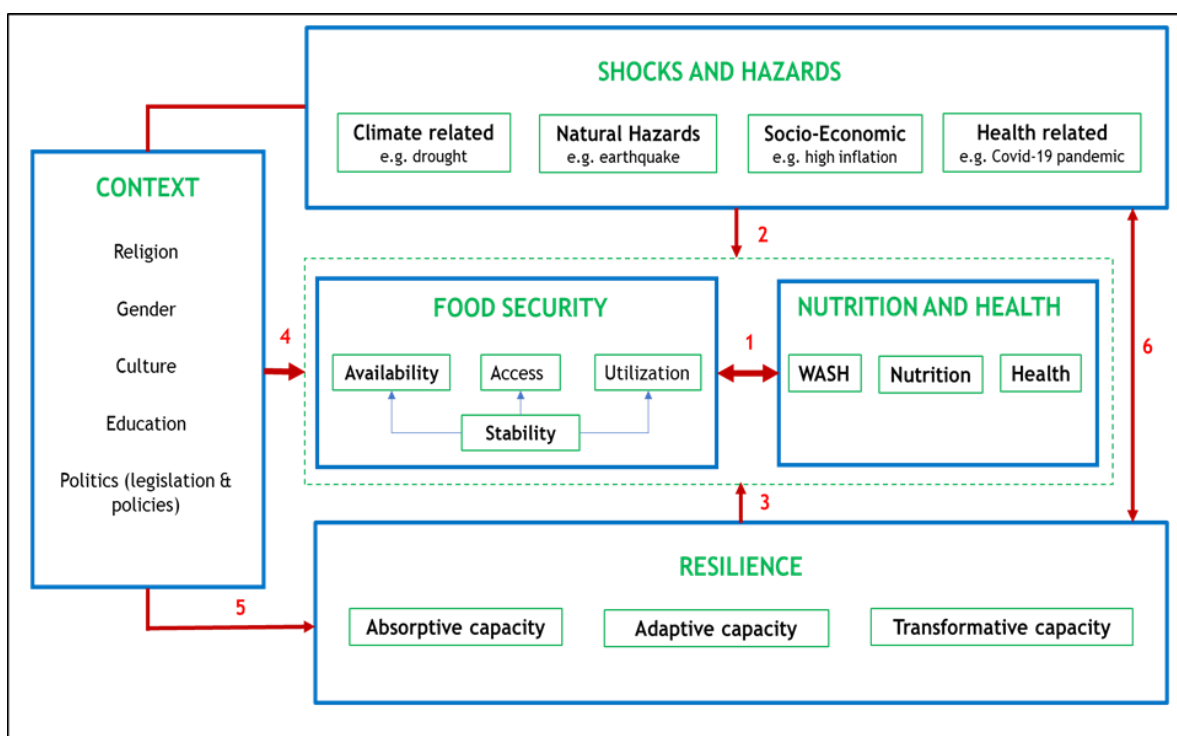 SHOCKS AND HAZARDS
Climate related
e.g. drought
Natural Hazards
e.g. earthquake
Socio-Economic
e.g. high inflation
Health related
e.g. Covid-19 pandemic
CONTEXT
Religion
Gender
Culture
Education
Politics (legislation &
policies)
2
4
FOOD SECURITY
Availability
Access
Utilization
Stability
1
NUTRITION AND HEALTH
WASH
Nutrition
Health
6
3
5
RESILIENCE
Absorptive capacity
Adaptive capacity
Transformative capacity